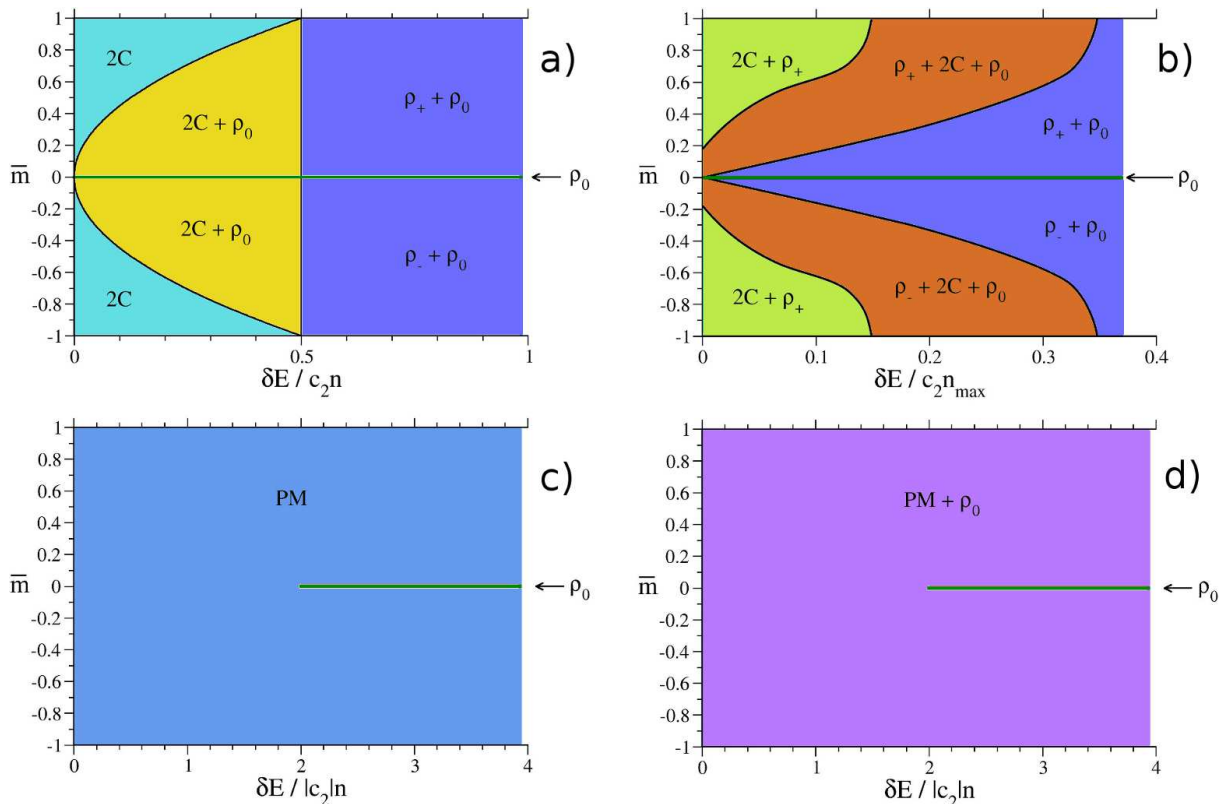 a)
1
0.8
0.6
0.4
0.2
0
-0.2
-0.4
-0.6
-0.8
-1
m̅
2C
2C + ρ₀
2C + ρ₀
2C
ρ₊ + ρ₀
ρ₋ + ρ₀
ρ₀
0
0.5
1
δE / c₂n
b)
1
0.8
0.6
0.4
0.2
0
-0.2
-0.4
-0.6
-0.8
-1
m̅
2C + ρ₊
ρ₊ + 2C + ρ₀
ρ₊ + ρ₀
ρ₋ + ρ₀
ρ₋ + 2C + ρ₀
2C + ρ₊
ρ₀
0
0.1
0.2
0.3
0.4
δE / c₂nₘₐₓ
c)
1
0.8
0.6
0.4
0.2
0
-0.2
-0.4
-0.6
-0.8
-1
m̅
PM
ρ₀
0
1
2
3
4
δE / |c₂|n
d)
1
0.8
0.6
0.4
0.2
0
-0.2
-0.4
-0.6
-0.8
-1
m̅
PM + ρ₀
ρ₀
0
1
2
3
4
δE / |c₂|n